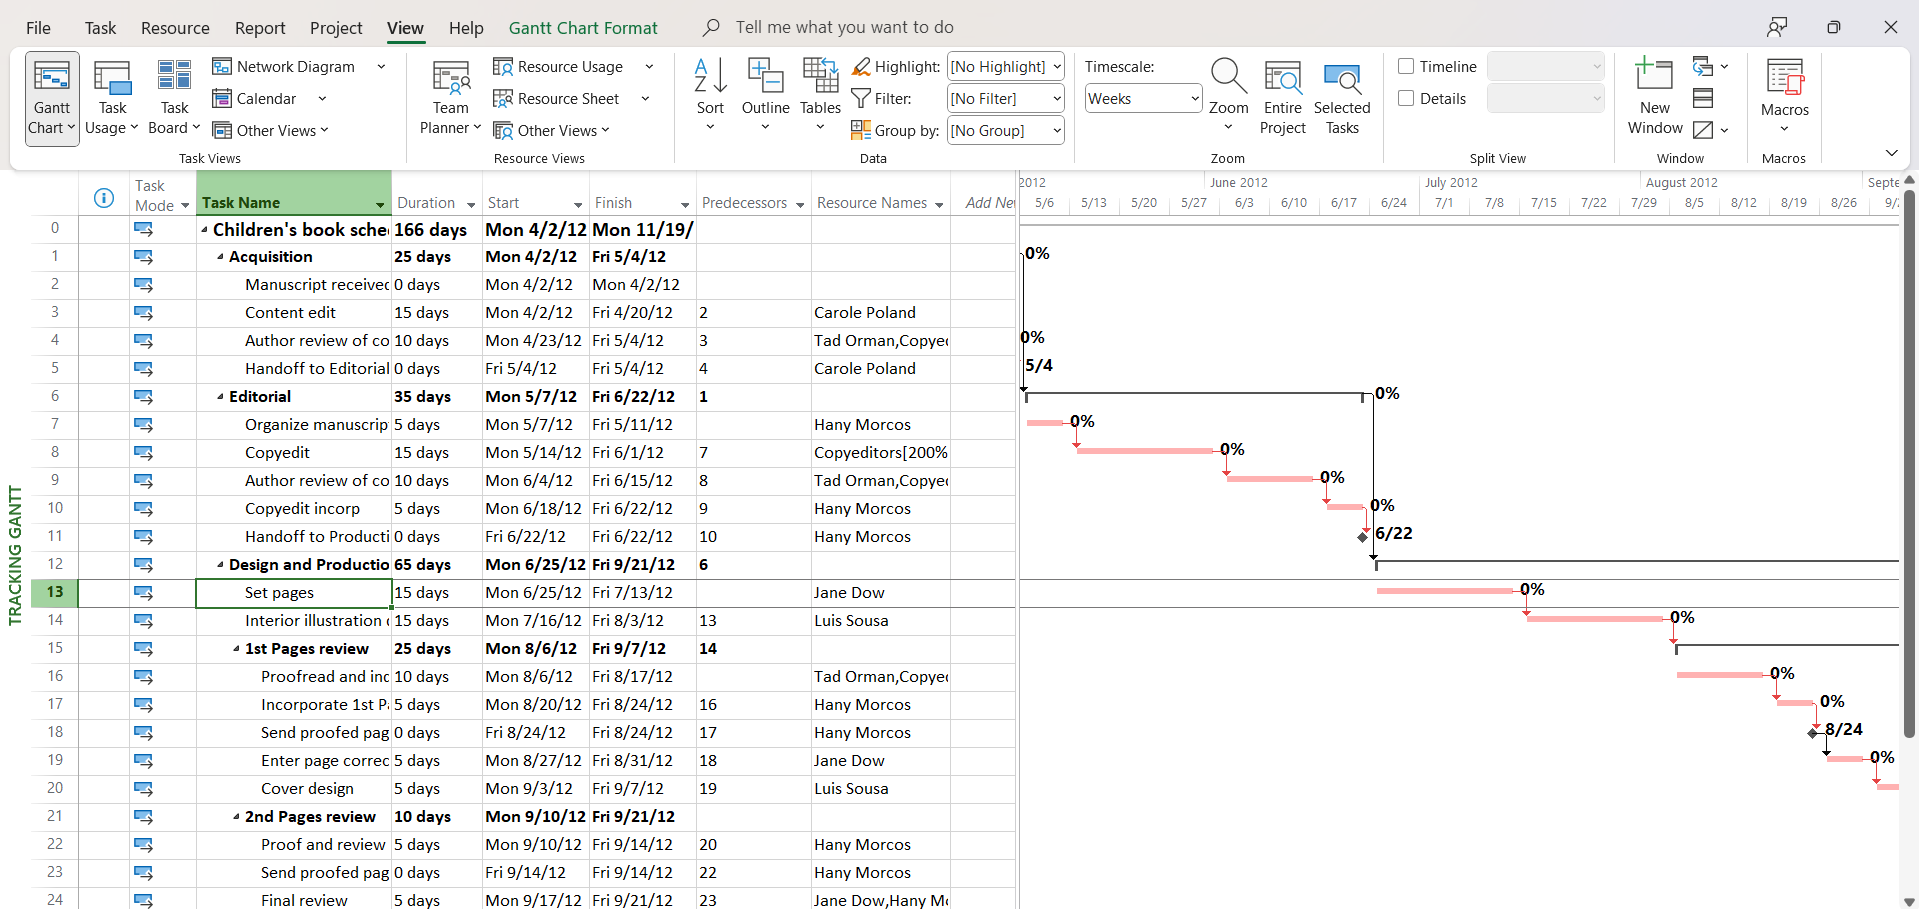 File Task Resource Report Project View Help Gantt Chart Format Tell me what you want to do
Gantt Chart
Task Usage
Task Board
Network Diagram
Calendar
Other Views
Task Views
Team Planner
Resource Usage
Resource Sheet
Other Views
Resource Views
Sort
Outline
Tables
Highlight: [No Highlight]
Filter: [No Filter]
Group by: [No Group]
Data
Timescale:
Weeks
Zoom
Entire Project
Selected Tasks
Zoom
Timeline
Details
Split View
New Window
Window
Macros
Macros
TRACKING GANTT
Task Mode Task Name Duration Start Finish Predecessors Resource Names Add Ne
2012 June 2012 July 2012 August 2012 Septe
5/6 5/13 5/20 5/27 6/3 6/10 6/17 6/24 7/1 7/8 7/15 7/22 7/29 8/5 8/12 8/19 8/26 9/2
0 Children's book sche 166 days Mon 4/2/12 Mon 11/19/
1 Acquisition 25 days Mon 4/2/12 Fri 5/4/12 0%
2 Manuscript received 0 days Mon 4/2/12 Mon 4/2/12
3 Content edit 15 days Mon 4/2/12 Fri 4/20/12 2 Carole Poland
4 Author review of co 10 days Mon 4/23/12 Fri 5/4/12 3 Tad Orman,Copye 0%
5 Handoff to Editorial 0 days Fri 5/4/12 Fri 5/4/12 4 Carole Poland 5/4
6 Editorial 35 days Mon 5/7/12 Fri 6/22/12 1 0%
7 Organize manuscrip 5 days Mon 5/7/12 Fri 5/11/12 Hany Morcos 0%
8 Copyedit 15 days Mon 5/14/12 Fri 6/1/12 7 Copyeditors[200% 0%
9 Author review of co 10 days Mon 6/4/12 Fri 6/15/12 8 Tad Orman,Copye 0%
10 Copyedit incorp 5 days Mon 6/18/12 Fri 6/22/12 9 Hany Morcos 0%
11 Handoff to Producti 0 days Fri 6/22/12 Fri 6/22/12 10 Hany Morcos 6/22
12 Design and Productio 65 days Mon 6/25/12 Fri 9/21/12 6
13 Set pages 15 days Mon 6/25/12 Fri 7/13/12 Jane Dow 0%
14 Interior illustration 15 days Mon 7/16/12 Fri 8/3/12 13 Luis Sousa 0%
15 1st Pages review 25 days Mon 8/6/12 Fri 9/7/12 14
16 Proofread and inc 10 days Mon 8/6/12 Fri 8/17/12 Tad Orman,Copye 0%
17 Incorporate 1st P 5 days Mon 8/20/12 Fri 8/24/12 16 Hany Morcos 0%
18 Send proofed pag 0 days Fri 8/24/12 Fri 8/24/12 17 Hany Morcos 8/24
19 Enter page correc 5 days Mon 8/27/12 Fri 8/31/12 18 Jane Dow 0%
20 Cover design 5 days Mon 9/3/12 Fri 9/7/12 19 Luis Sousa
21 2nd Pages review 10 days Mon 9/10/12 Fri 9/21/12
22 Proof and review 5 days Mon 9/10/12 Fri 9/14/12 20 Hany Morcos
23 Send proofed pag 0 days Fri 9/14/12 Fri 9/14/12 22 Hany Morcos
24 Final review 5 days Mon 9/17/12 Fri 9/21/12 23 Jane Dow,Hany Mo